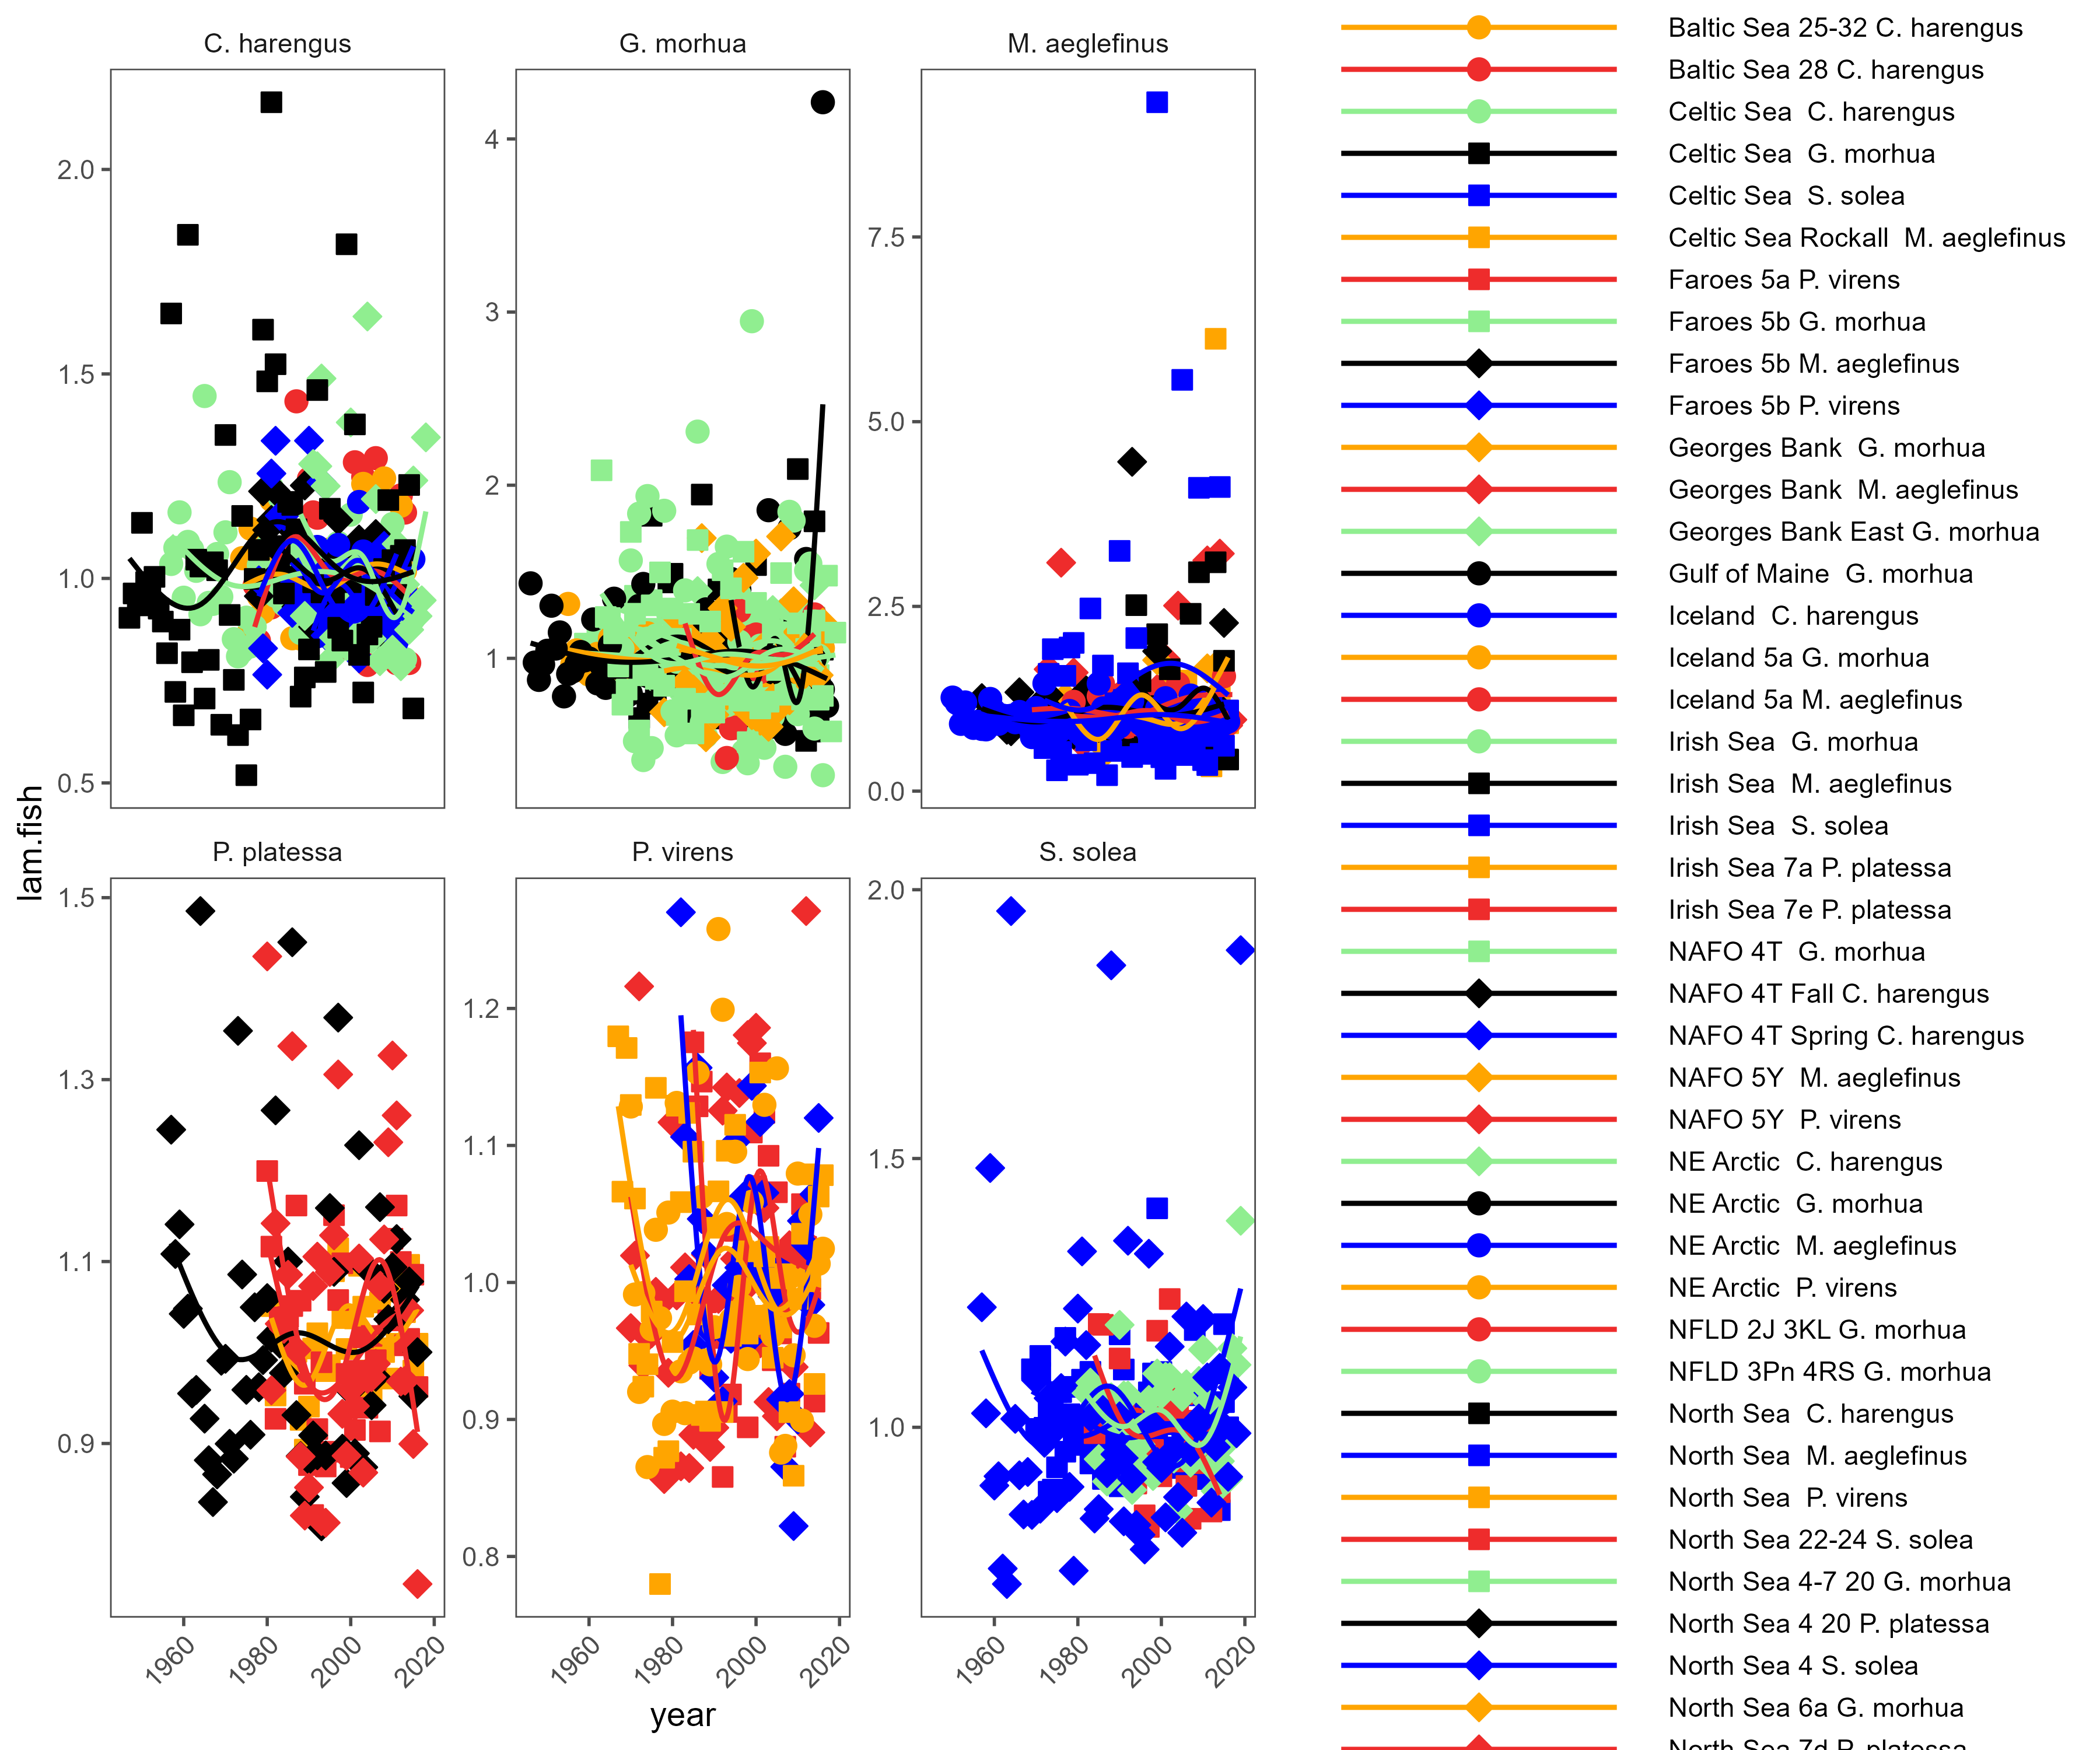 C. harengus
G. morhua
M. aeglefinus
2.0
1.5
1.0
0.5
4
3
2
1
7.5
5.0
2.5
0.0
P. platessa
P. virens
S. solea
1.5
1.3
1.1
0.9
1.2
1.1
1.0
0.9
0.8
2.0
1.5
1.0
1960
1980
2000
2020
1960
1980
2000
2020
1960
1980
2000
2020
lam.fish
year
Baltic Sea 25-32 C. harengus
Baltic Sea 28 C. harengus
Celtic Sea  C. harengus
Celtic Sea  G. morhua
Celtic Sea  S. solea
Celtic Sea Rockall  M. aeglefinus
Faroes 5a P. virens
Faroes 5b G. morhua
Faroes 5b M. aeglefinus
Faroes 5b P. virens
Georges Bank  G. morhua
Georges Bank  M. aeglefinus
Georges Bank East G. morhua
Gulf of Maine  G. morhua
Iceland  C. harengus
Iceland 5a G. morhua
Iceland 5a M. aeglefinus
Irish Sea  G. morhua
Irish Sea  M. aeglefinus
Irish Sea  S. solea
Irish Sea 7a P. platessa
Irish Sea 7e P. platessa
NAFO 4T  G. morhua
NAFO 4T Fall C. harengus
NAFO 4T Spring C. harengus
NAFO 5Y  M. aeglefinus
NAFO 5Y  P. virens
NE Arctic  C. harengus
NE Arctic  G. morhua
NE Arctic  M. aeglefinus
NE Arctic  P. virens
NFLD 2J 3KL G. morhua
NFLD 3Pn 4RS G. morhua
North Sea  C. harengus
North Sea  M. aeglefinus
North Sea  P. virens
North Sea 22-24 S. solea
North Sea 4-7 20 G. morhua
North Sea 4 20 P. platessa
North Sea 4 S. solea
North Sea 6a G. morhua
North Sea 7d P. platessa